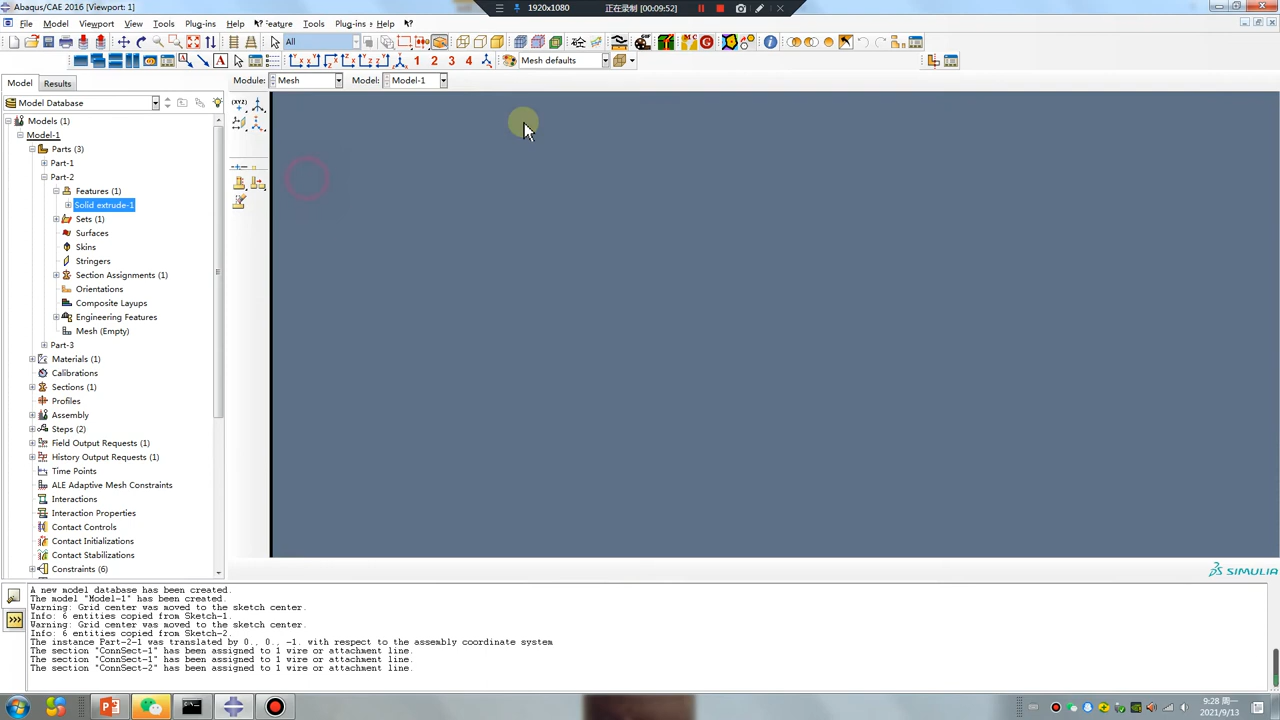 Abaqus/CAE 2016 [Viewport: 1]
1920x1080
正在录制 (00:09:52)
File
Model
Viewport
View
Tools
Plug-ins
Help
Feature
Tools
Plug-ins
Help
All
1
2
3
4
Mesh defaults
Model
Results
Module:
Mesh
Model:
Model-1
Model Database
(XYZ)
Models (1)
Model-1
Parts (3)
Part-1
Part-2
Features (1)
Solid extrude-1
Sets (1)
Surfaces
Skins
Stringers
Section Assignments (1)
Orientations
Composite Layups
Engineering Features
Mesh (Empty)
Part-3
Materials (1)
Calibrations
Sections (1)
Profiles
Assembly
Steps (2)
Field Output Requests (1)
History Output Requests (1)
Time Points
ALE Adaptive Mesh Constraints
Interactions
Interaction Properties
Contact Controls
Contact Initializations
Contact Stabilizations
Constraints (6)
SIMULIA
A new model database has been created.
The model "Model-1" has been created.
Warning: Grid center was moved to the sketch center.
Info: 6 entities copied from Sketch-1.
Warning: Grid center was moved to the sketch center.
Info: 6 entities copied from Sketch-2.
The instance Part-2-1 was translated by 0., 0., -1. with respect to the assembly coordinate system
The section "ConnSect-1" has been assigned to 1 wire or attachment line.
The section "ConnSect-1" has been assigned to 1 wire or attachment line.
The section "ConnSect-2" has been assigned to 1 wire or attachment line.
9:28 周一
2021/9/13